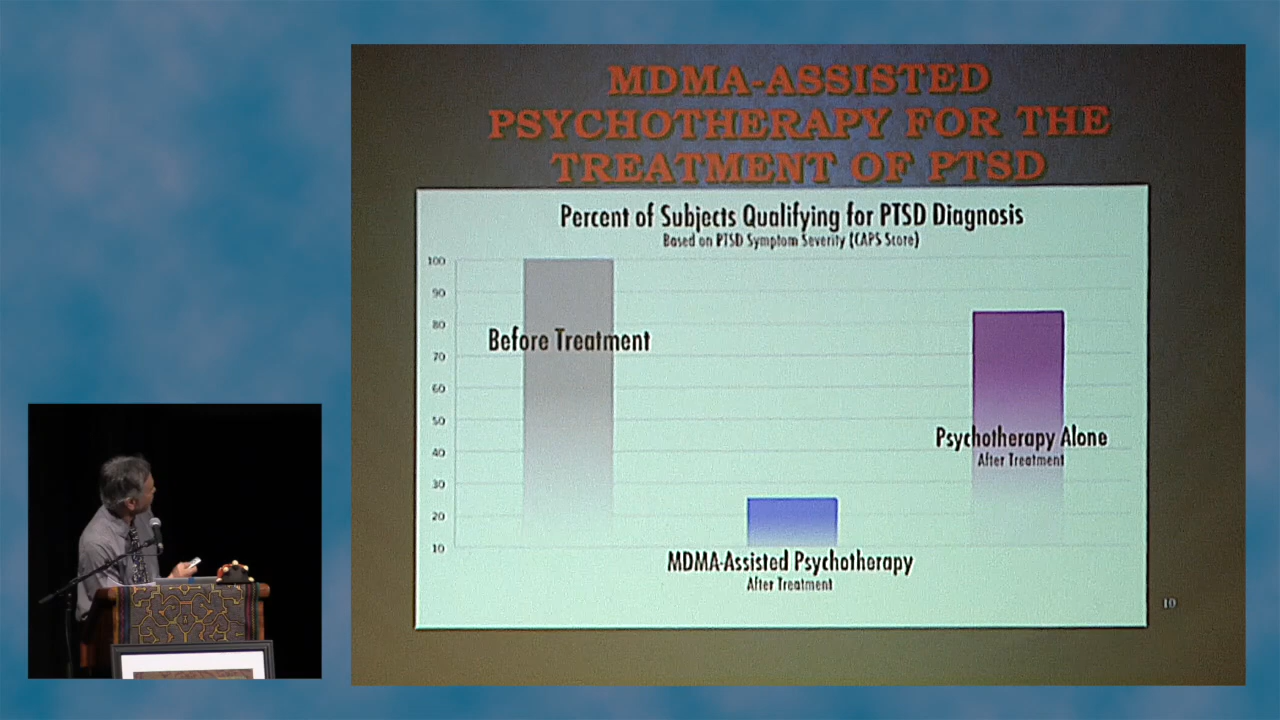 MDMA-ASSISTED
PSYCHOTHERAPY FOR THE
TREATMENT OF PTSD
Percent of Subjects Qualifying for PTSD Diagnosis
Based on PTSD Symptom Severity (CAPS Score)
100
90
80
70
60
50
40
30
20
10
Before Treatment
Psychotherapy Alone
After Treatment
MDMA-Assisted Psychotherapy
After Treatment
10